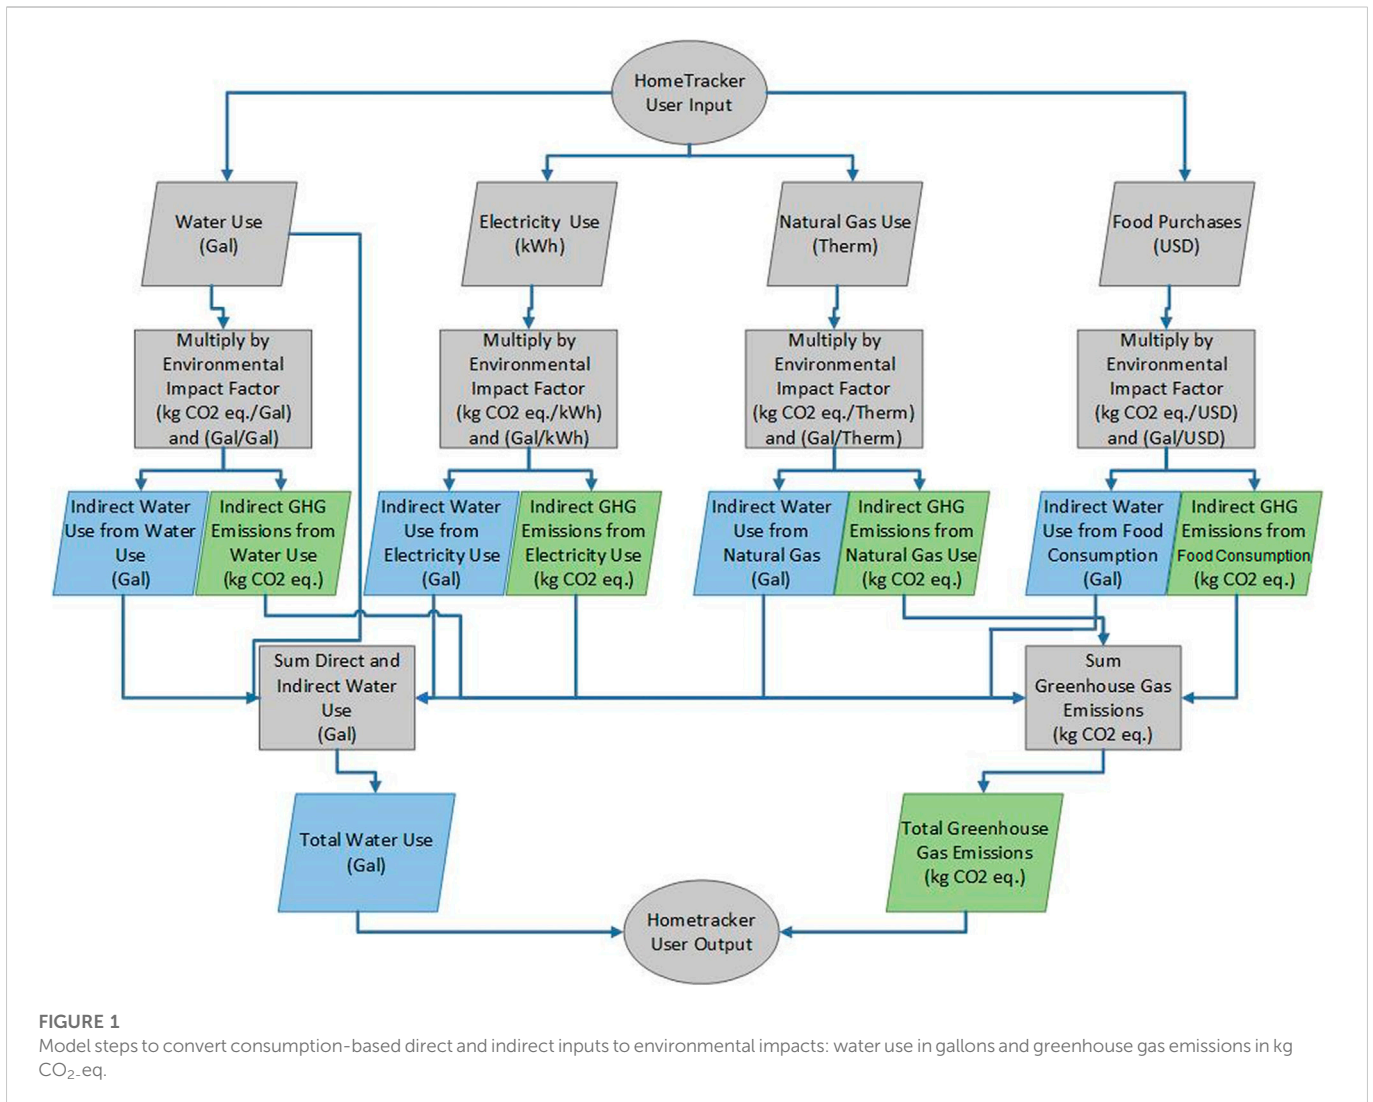 HomeTracker
User Input
Water Use
(Gal)
Electricity Use
(kWh)
Natural Gas Use
(Therm)
Food Purchases
(USD)
Multiply by
Environmental
Impact Factor
(kg CO2 eq./Gal)
and (Gal/Gal)
Multiply by
Environmental
Impact Factor
(kg CO2 eq./kWh)
and (Gal/kWh)
Multiply by
Environmental
Impact Factor
(kg CO2 eq./Therm)
and (Gal/Therm)
Multiply by
Environmental
Impact Factor
(kg CO2 eq./USD)
and (Gal/USD)
Indirect Water
Use from Water
Use
(Gal)
Indirect GHG
Emissions from
Water Use
(kg CO2 eq.)
Indirect Water
Use from
Electricity Use
(Gal)
Indirect GHG
Emissions from
Electricity Use
(kg CO2 eq.)
Indirect Water
Use from
Natural Gas
(Gal)
Indirect GHG
Emissions from
Natural Gas Use
(kg CO2 eq.)
Indirect Water
Use from Food
Consumption
(Gal)
Indirect GHG
Emissions from
Food Consumption
(kg CO2 eq.)
Sum Direct and
Indirect Water
Use
(Gal)
Sum
Greenhouse Gas
Emissions
(kg CO2 eq.)
Total Water Use
(Gal)
Total Greenhouse
Gas Emissions
(kg CO2 eq.)
Hometracker
User Output
FIGURE 1
Model steps to convert consumption-based direct and indirect inputs to environmental impacts: water use in gallons and greenhouse gas emissions in kg
CO₂-eq.